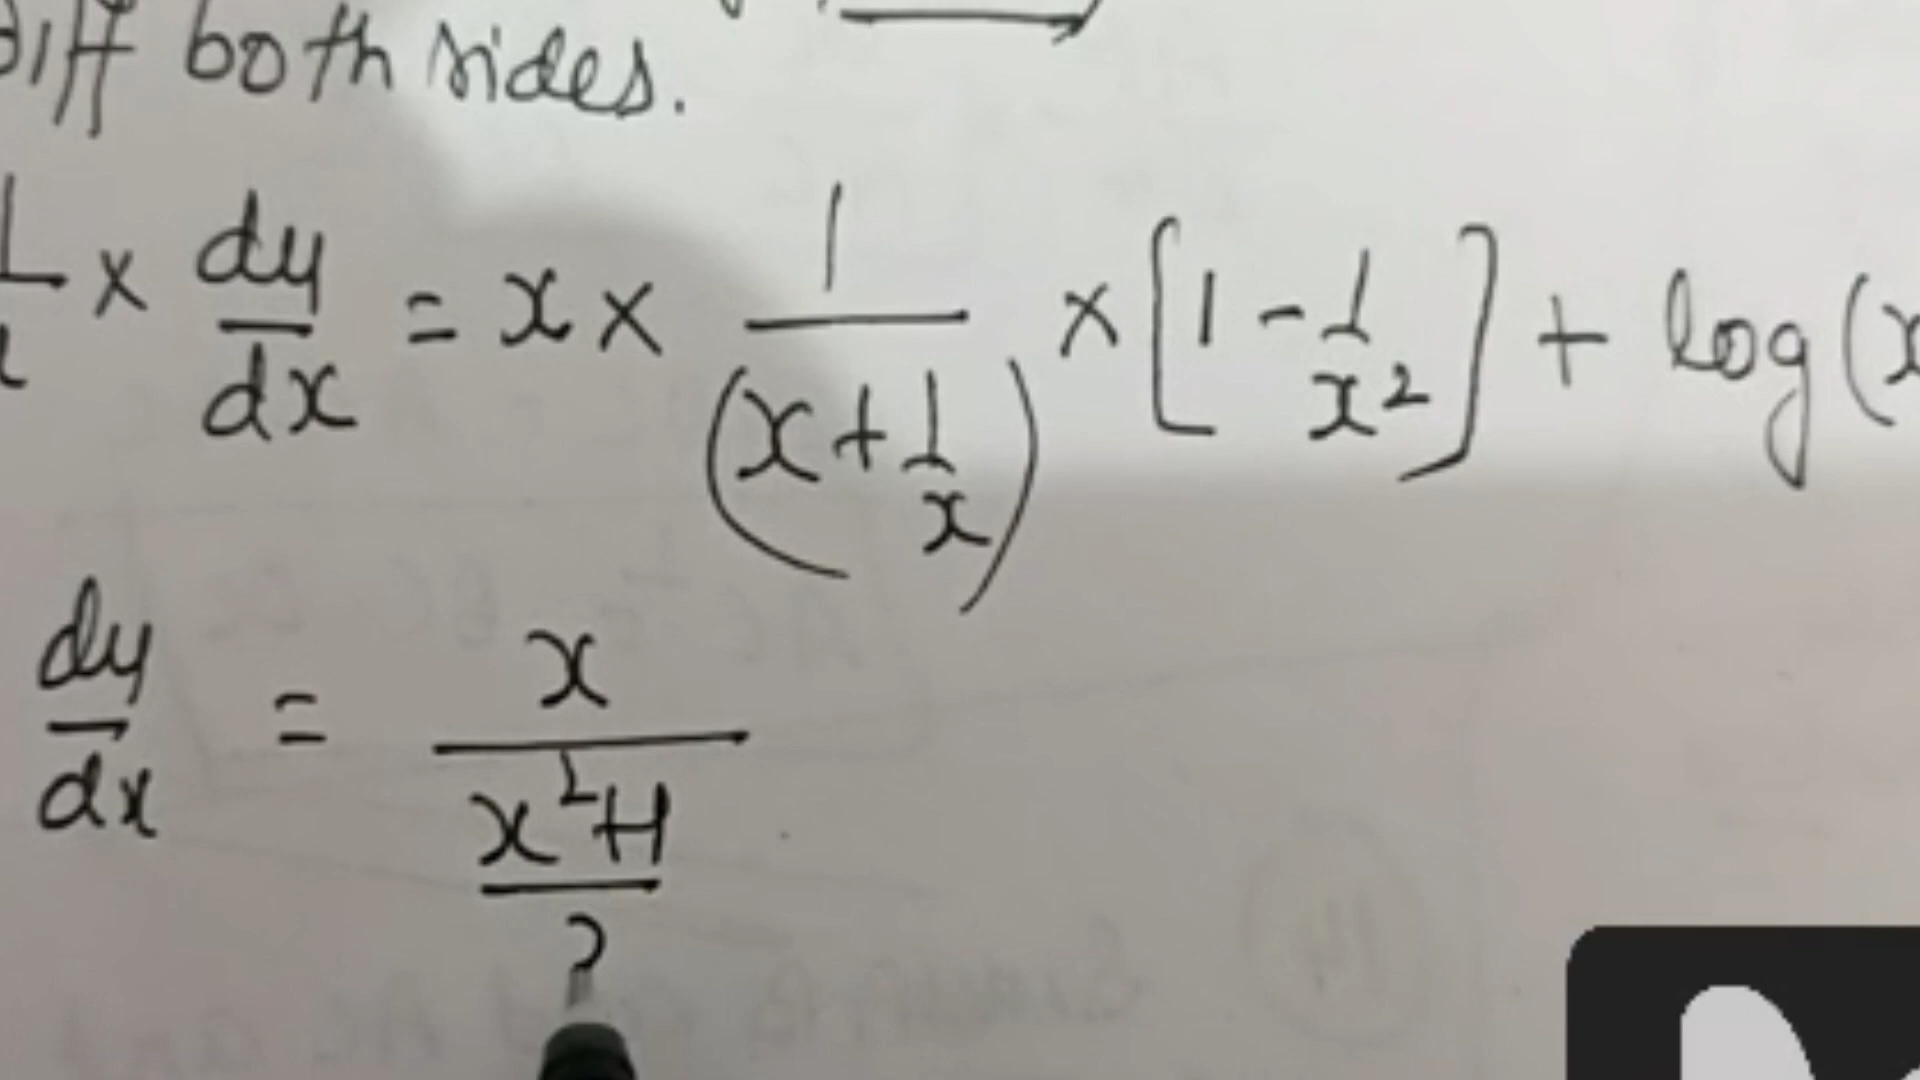 Diff both sides.
1/u × dy/dx = x × 1/(x+1/x) × [1 - 1/x²] + log(x
dy/dx = x/(x²+1)/